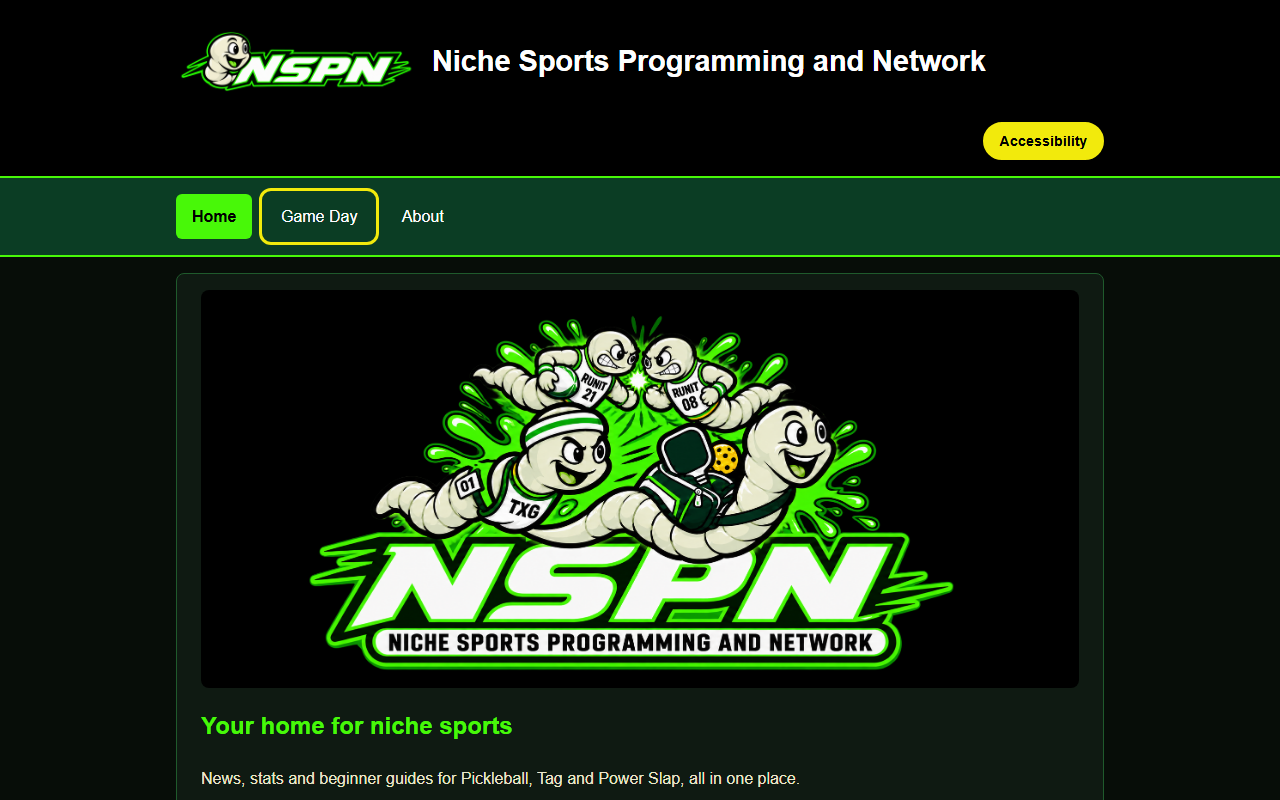 NSPN
Niche Sports Programming and Network
Accessibility
Home
Game Day
About
RUNIT
21
RUNIT
08
01
TXG
NSPN
NICHE SPORTS PROGRAMMING AND NETWORK
Your home for niche sports
News, stats and beginner guides for Pickleball, Tag and Power Slap, all in one place.